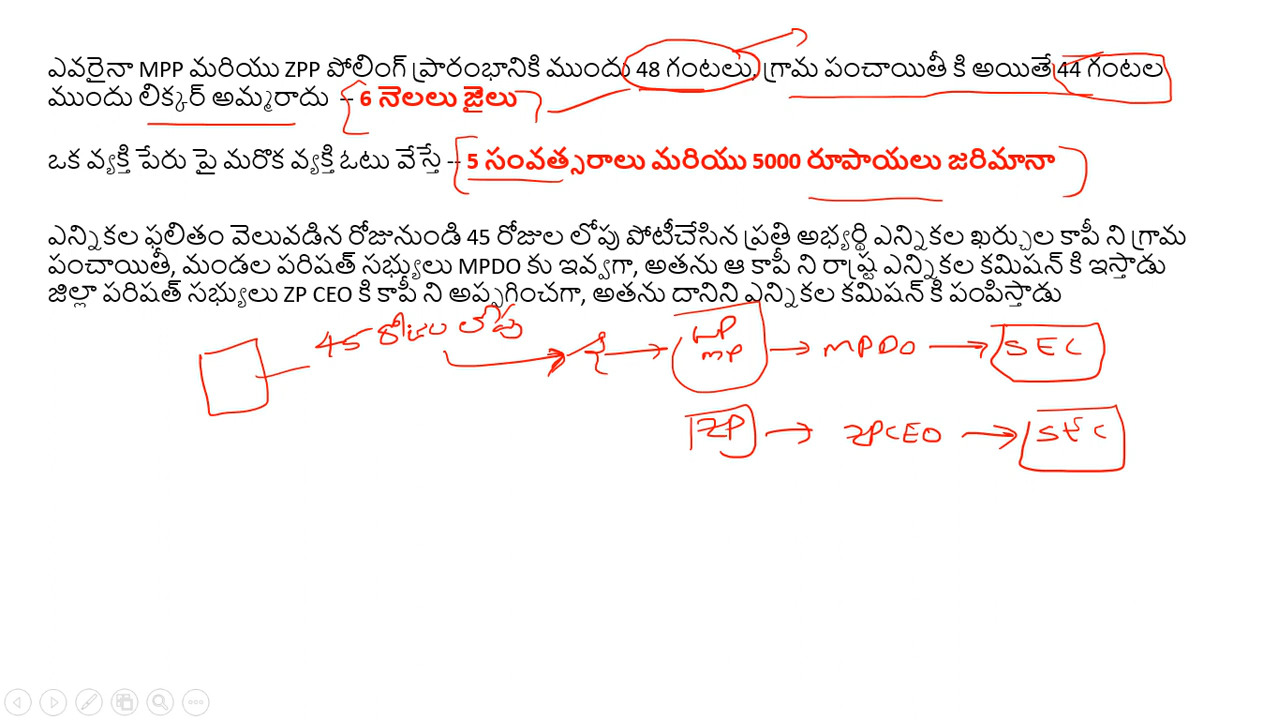 ఎవరైనా MPP మరియు ZPP పోలింగ్ ప్రారంభానికి ముందు 48 గంటలు, గ్రామ పంచాయితీ కి అయితే 44 గంటల
ముందు లిక్కర్ అమ్మరాదు -- 6 నెలలు జైలు
ఒక వ్యక్తి పేరు పై మరొక వ్యక్తి ఓటు వేస్తే -- 5 సంవత్సరాలు మరియు 5000 రూపాయలు జరిమానా
ఎన్నికల ఫలితం వెలువడిన రోజునుండి 45 రోజుల లోపు పోటీచేసిన ప్రతి అభ్యర్థి ఎన్నికల ఖర్చుల కాపీ ని గ్రామ
పంచాయితీ, మండల పరిషత్ సభ్యులు MPDO కు ఇవ్వగా, అతను ఆ కాపీ ని రాష్ట్ర ఎన్నికల కమిషన్ కి ఇస్తాడు
జిల్లా పరిషత్ సభ్యులు ZP CEO కి కాపీ ని అప్పగించగా, అతను దానిని ఎన్నికల కమిషన్ కి పంపిస్తాడు
45 రోజుల లోపు
MP MPDO SEC
ZP ZPCEO SEC